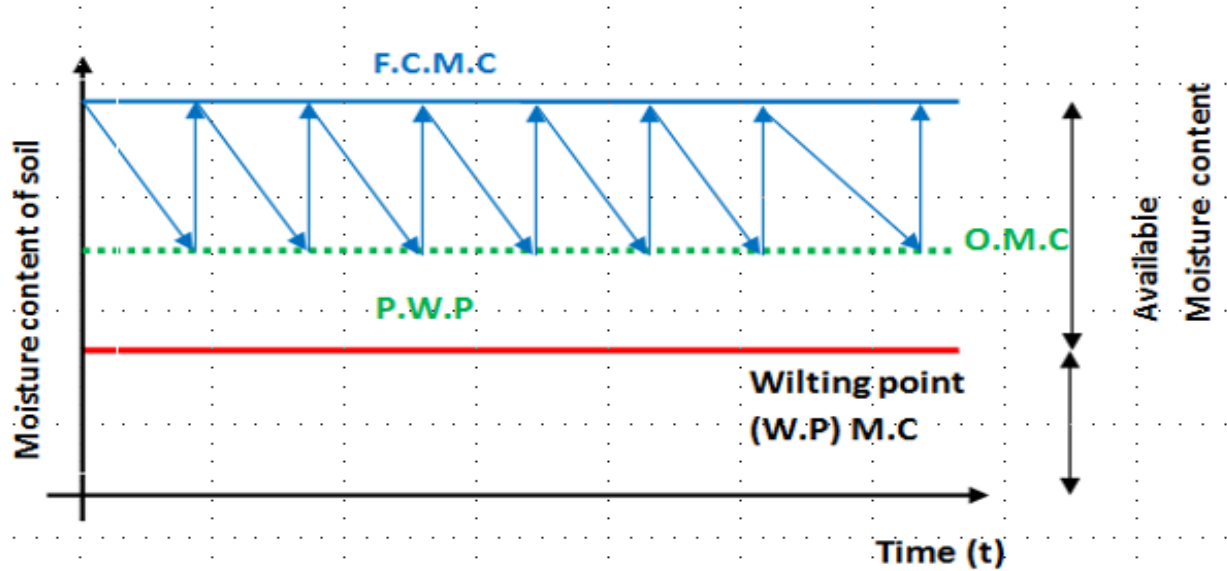 F.C.M.C
Moisture content of soil
O.M.C
Available
Moisture content
P.W.P
Wilting point
(W.P) M.C
Time (t)